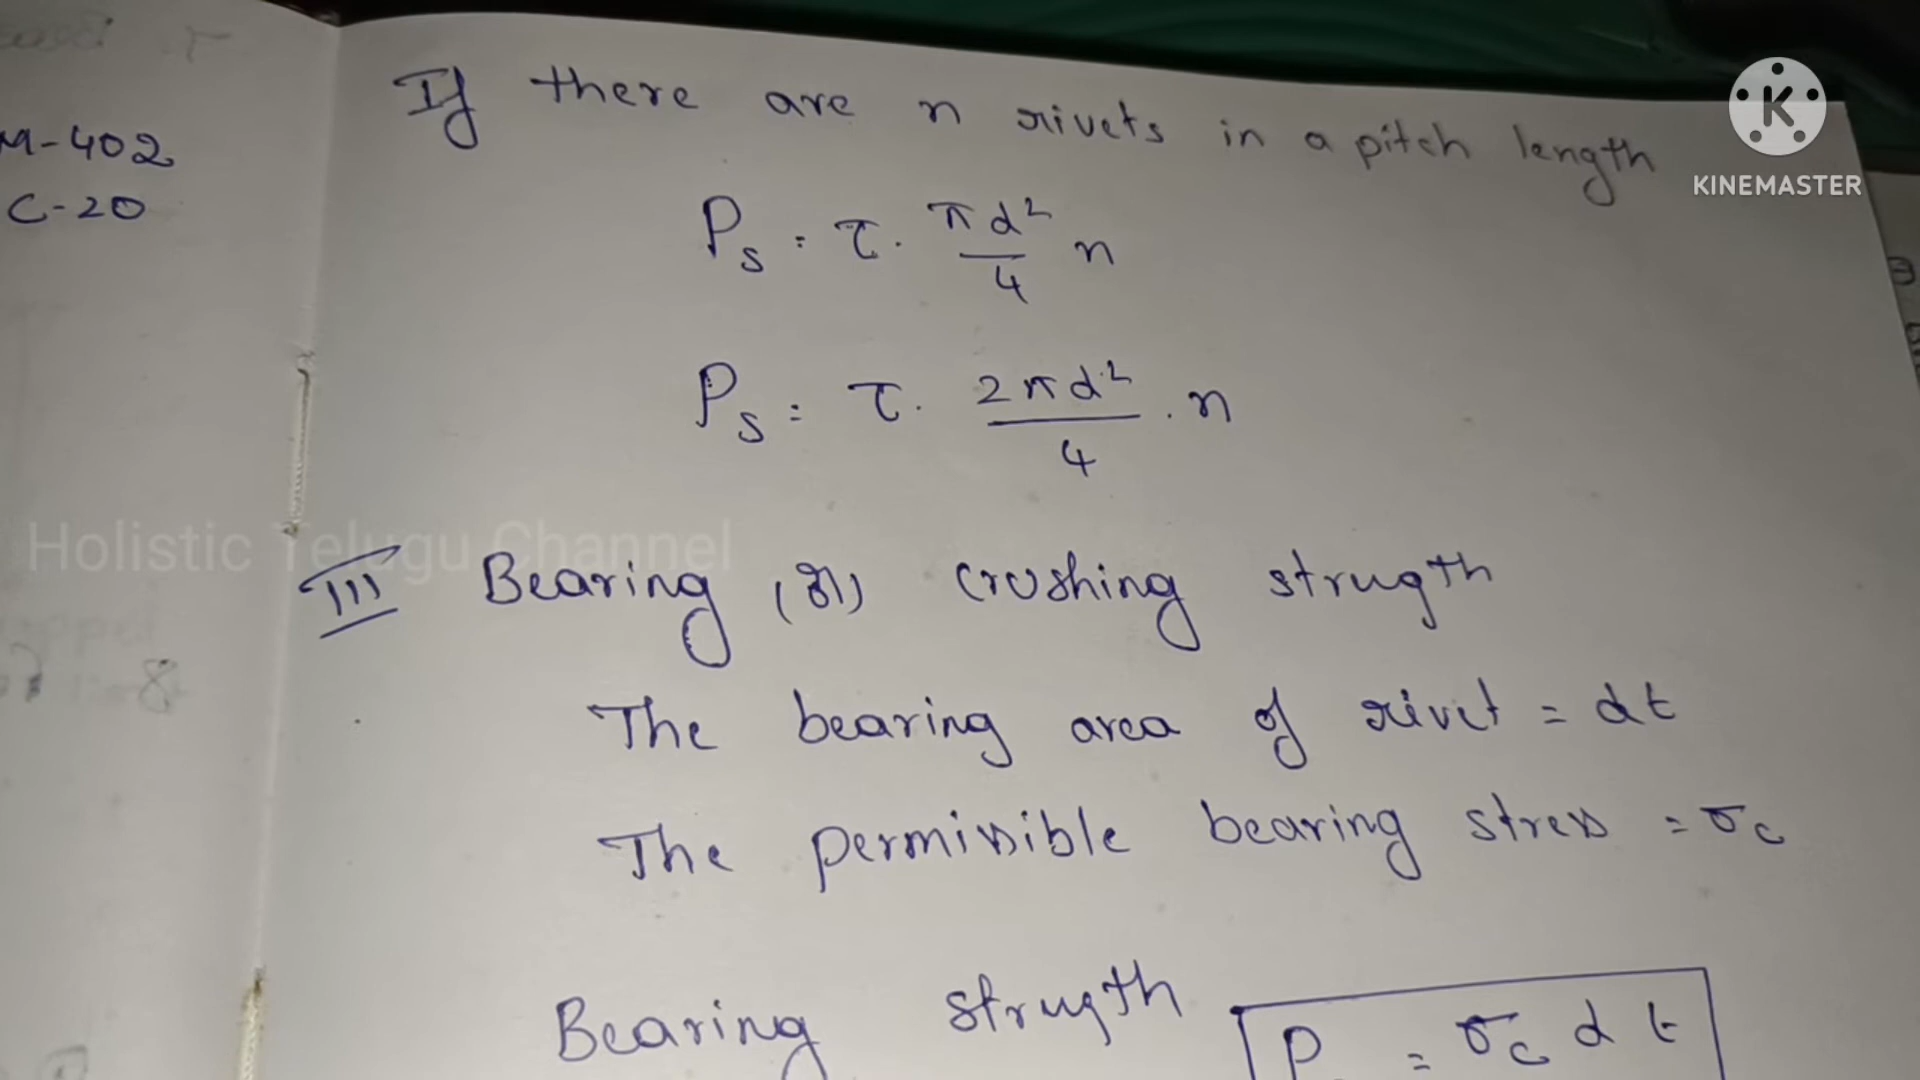 M-402
C-20
If there are n rivets in a pitch length
KINEMASTER
Ps = τ. πd²/4 n
Ps = τ. 2πd²/4 . n
Holistic Telugu Channel
III Bearing (or) crushing strength
The bearing area of rivet = dt
The permissible bearing stress = σc
Bearing strength P = σc d t